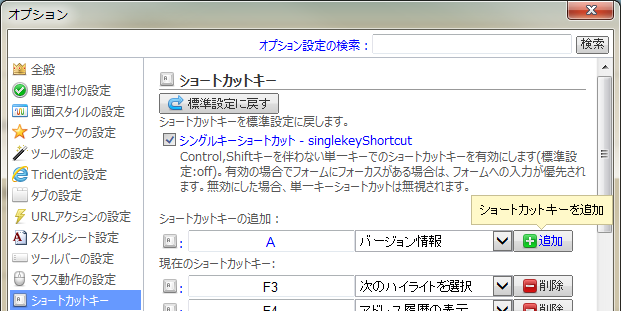 オプション
オプション設定の検索 :
検索
全般
関連付けの設定
画面スタイルの設定
ブックマークの設定
ツールの設定
Tridentの設定
タブの設定
URLアクションの設定
スタイルシート設定
ツールバーの設定
マウス動作の設定
ショートカットキー
ショートカットキー
標準設定に戻す
ショートカットキーを標準設定に戻します。
シングルキーショートカット - singlekeyShortcut
Control,Shiftキーを伴わない単一キーでのショートカットキーを有効にします(標準設
定:off)。有効の場合でフォームにフォーカスがある場合は、フォームへの入力が優先されま
す。無効にした場合、単一キーショートカットは無視されます。
ショートカットキーを追加
ショートカットキーの追加 :
A バージョン情報 追加
現在のショートカットキー:
F3 次のハイライトを選択 削除
F4 アドレス履歴の表示 削除